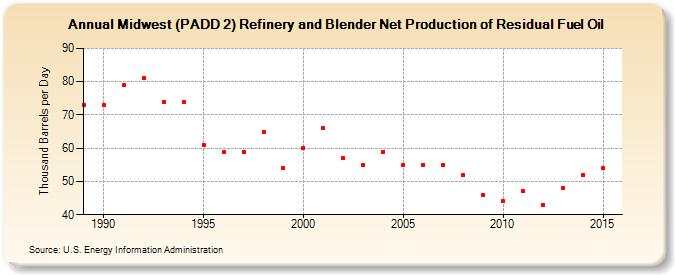 Annual Midwest (PADD 2) Refinery and Blender Net Production of Residual Fuel Oil
Thousand Barrels per Day
90
80
70
60
50
40
1990 1995 2000 2005 2010 2015
Source: U.S. Energy Information Administration